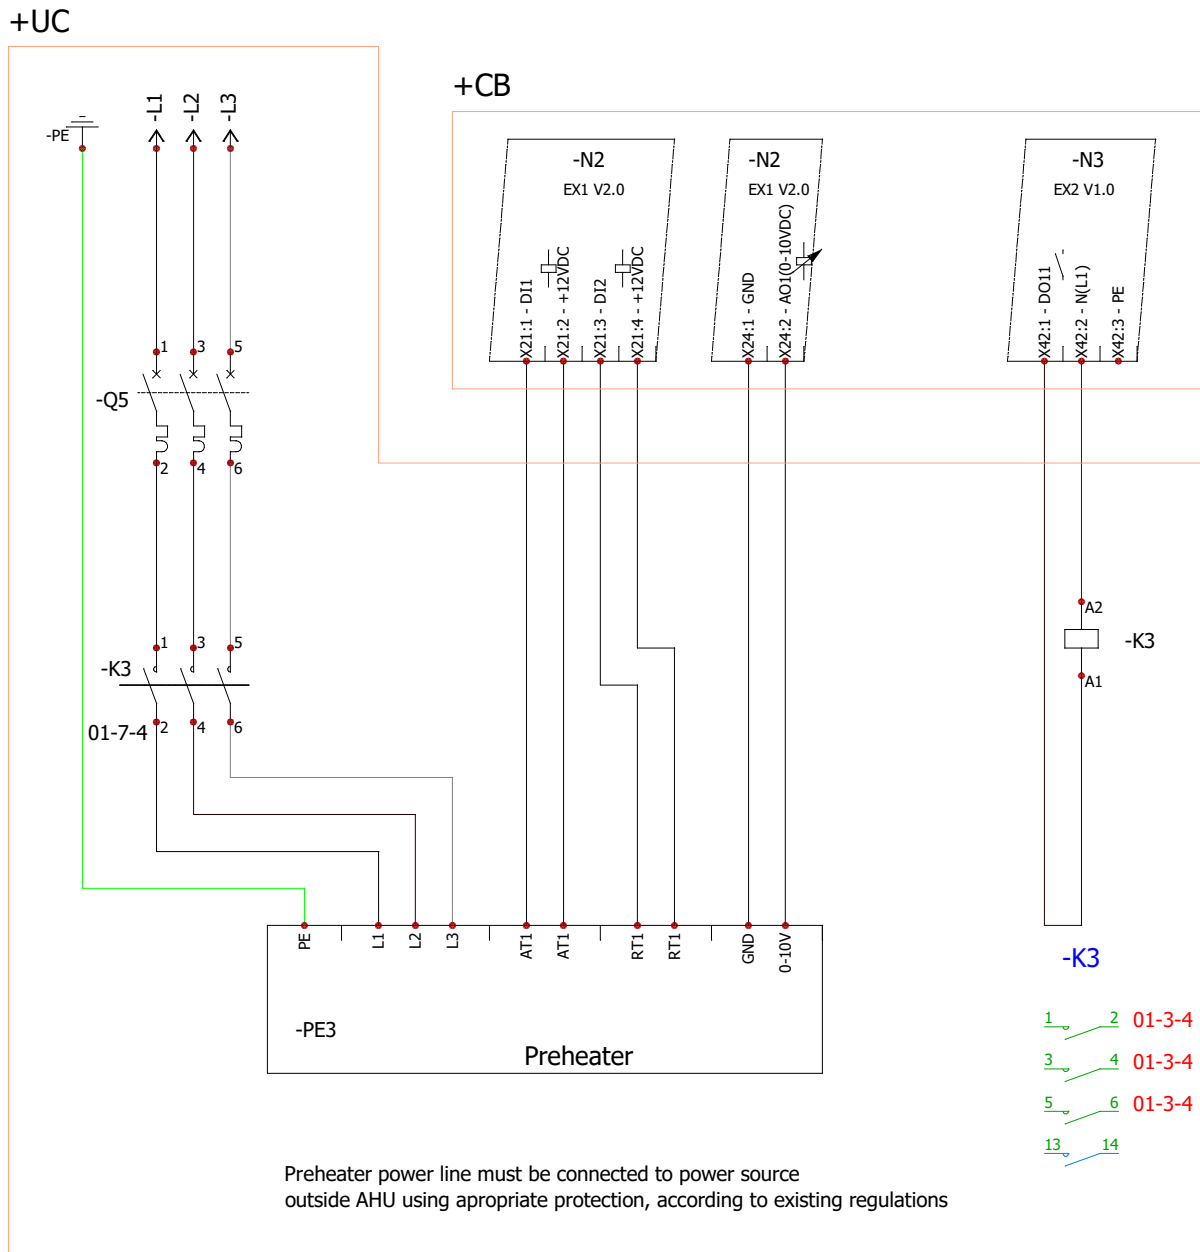 +UC
+CB
-L1
-L2
-L3
-PE
-N2
EX1 V2.0
X21:1 - DI1
X21:2 - +12VDC
X21:3 - DI2
X21:4 - +12VDC
-N2
EX1 V2.0
X24:1 - GND
X24:2 - AO1(0-10VDC)
-N3
EX2 V1.0
X42:1 - DO11
X42:2 - N(L1)
X42:3 - PE
1 3 5
-Q5
2 4 6
A2
-K3
A1
1 3 5
-K3
01-7-4
2 4 6
PE
L1
L2
L3
AT1
AT1
RT1
RT1
GND
0-10V
-PE3
Preheater
-K3
1 2 01-3-4
3 4 01-3-4
5 6 01-3-4
13 14
Preheater power line must be connected to power source
outside AHU using apropriate protection, according to existing regulations